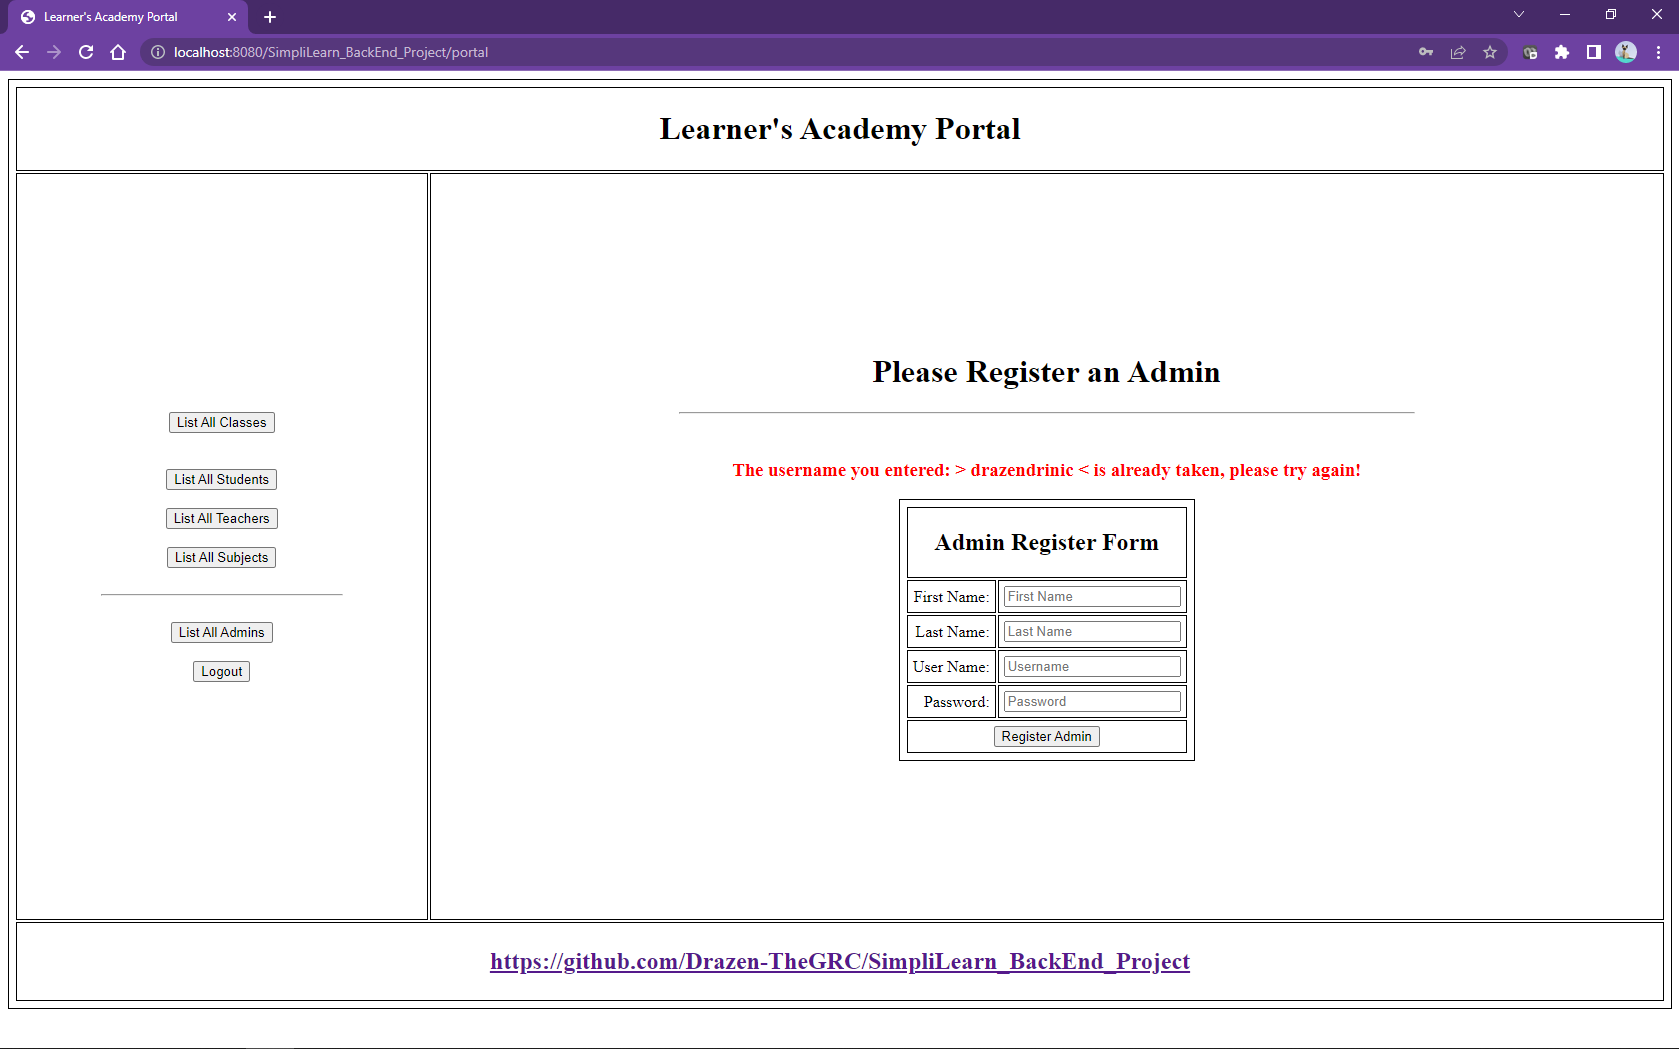 Learner's Academy Portal
localhost:8080/SimpliLearn_BackEnd_Project/portal
Learner's Academy Portal
List All Classes
List All Students
List All Teachers
List All Subjects
List All Admins
Logout
Please Register an Admin
The username you entered: > drazendrinic < is already taken, please try again!
Admin Register Form
First Name: First Name
Last Name: Last Name
User Name: Username
Password: Password
Register Admin
https://github.com/Drazen-TheGRC/SimpliLearn_BackEnd_Project